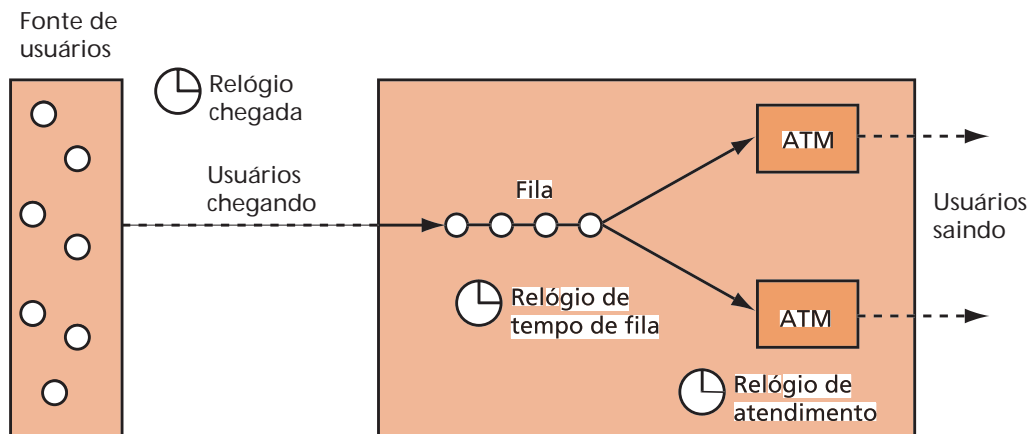 Fonte de
usuários
Relógio
chegada
Usuários
chegando
Fila
Relógio de
tempo de fila
ATM
ATM
Relógio de
atendimento
Usuários
saindo